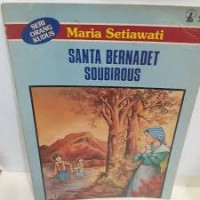 SERI
ORANG
KUDUS
Maria Setiawati
SANTA BERNADET
SOUBIROUS